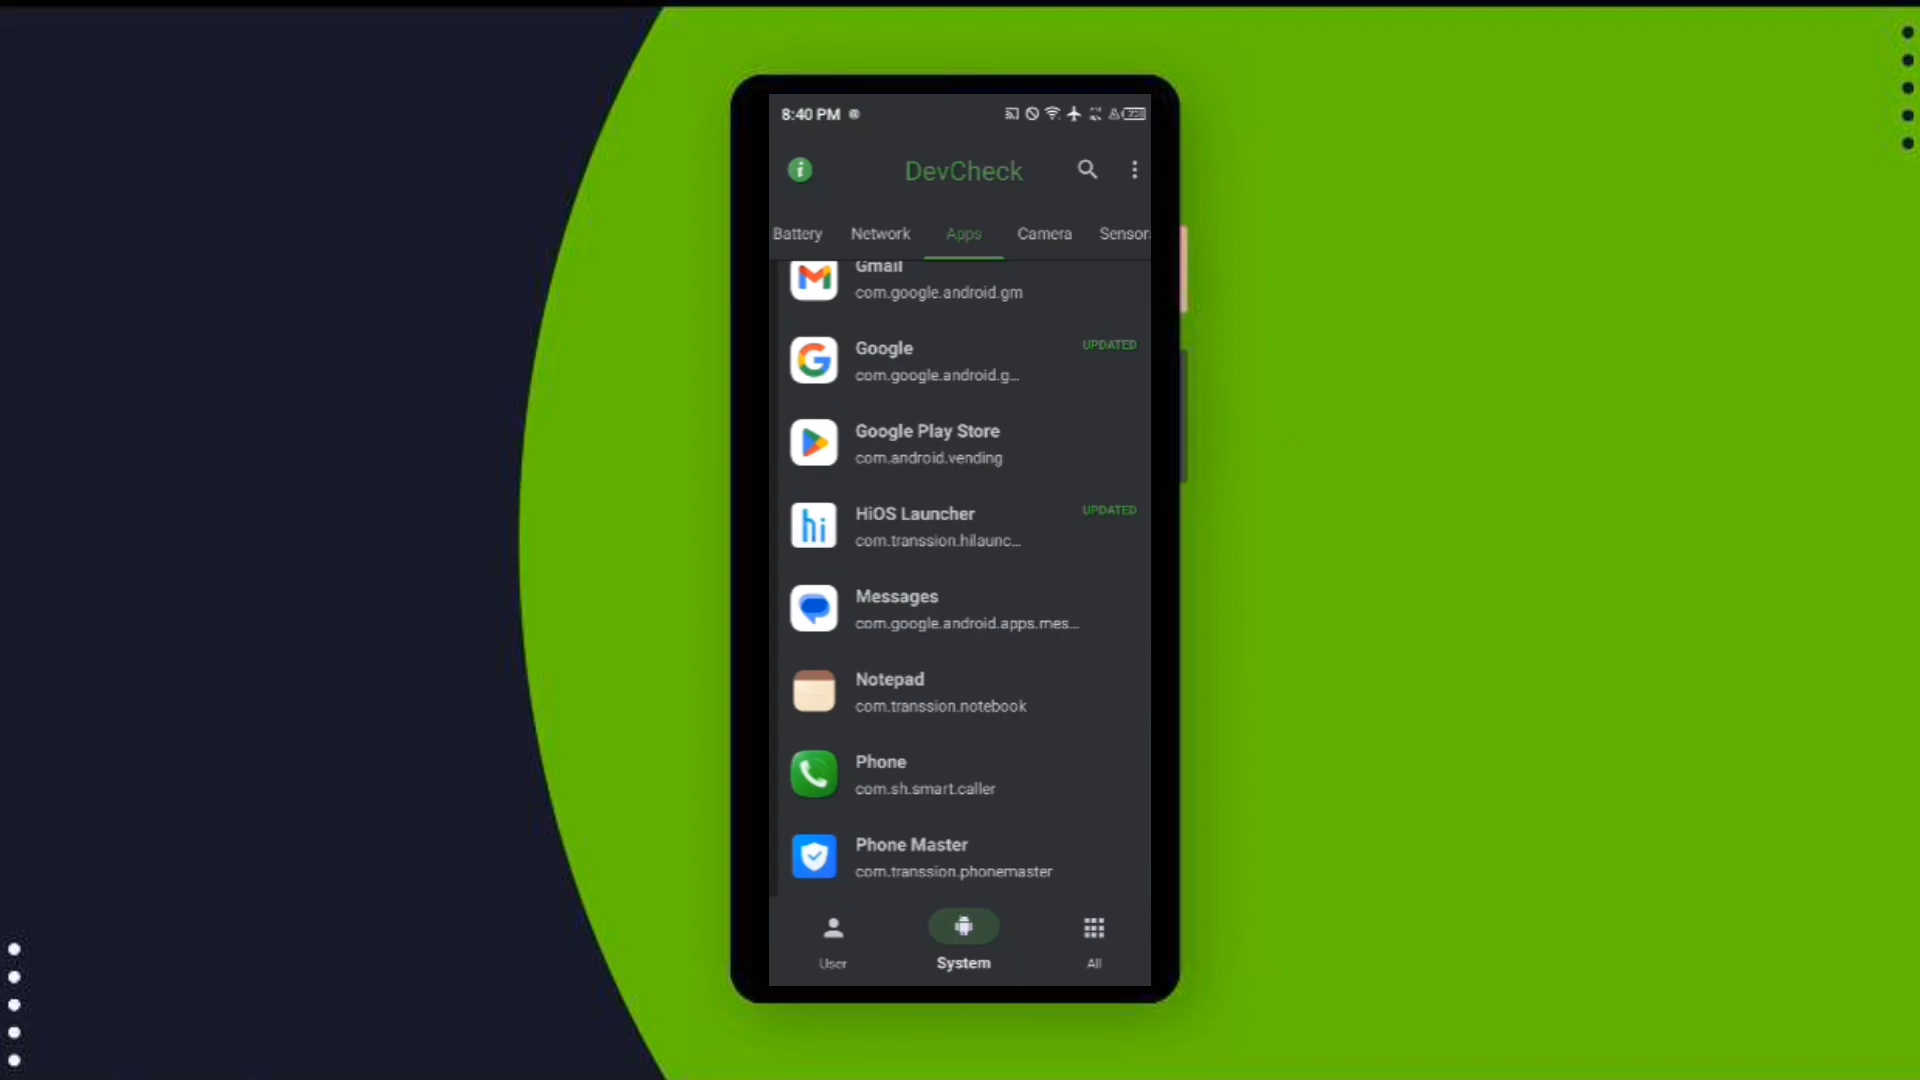 8:40 PM
DevCheck
Battery Network Apps Camera Sensor
Gmail
com.google.android.gm
Google UPDATED
com.google.android.g...
Google Play Store
com.android.vending
HiOS Launcher UPDATED
com.transsion.hilaunc...
Messages
com.google.android.apps.mes...
Notepad
com.transsion.notebook
Phone
com.sh.smart.caller
Phone Master
com.transsion.phonemaster
User System All